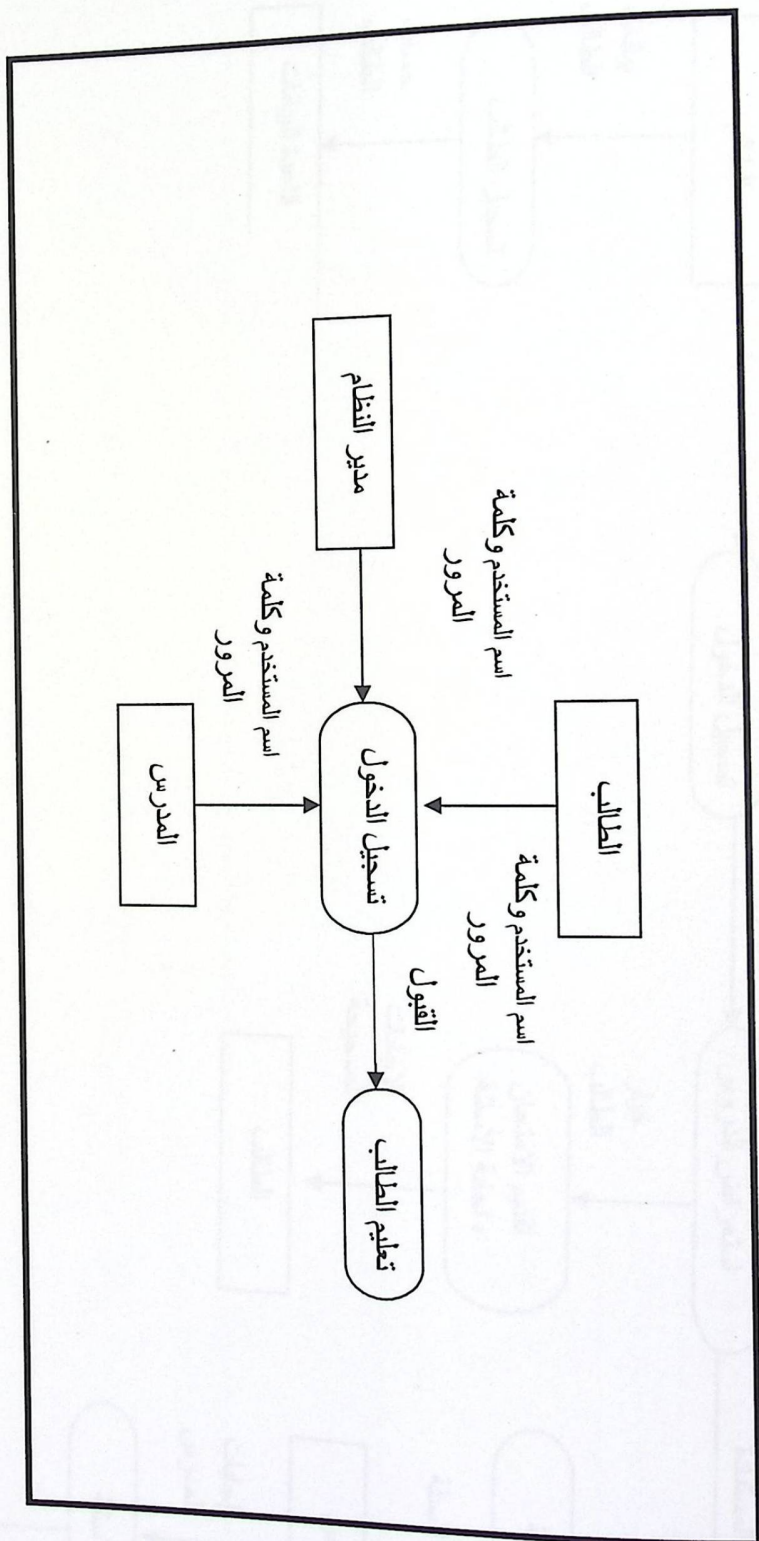 الطالب
اسم المستخدم وكلمة
المرور
اسم المستخدم وكلمة
المرور
مدير النظام
تسجيل الدخول
القبول
تعليم الطالب
اسم المستخدم وكلمة
المرور
المدرس